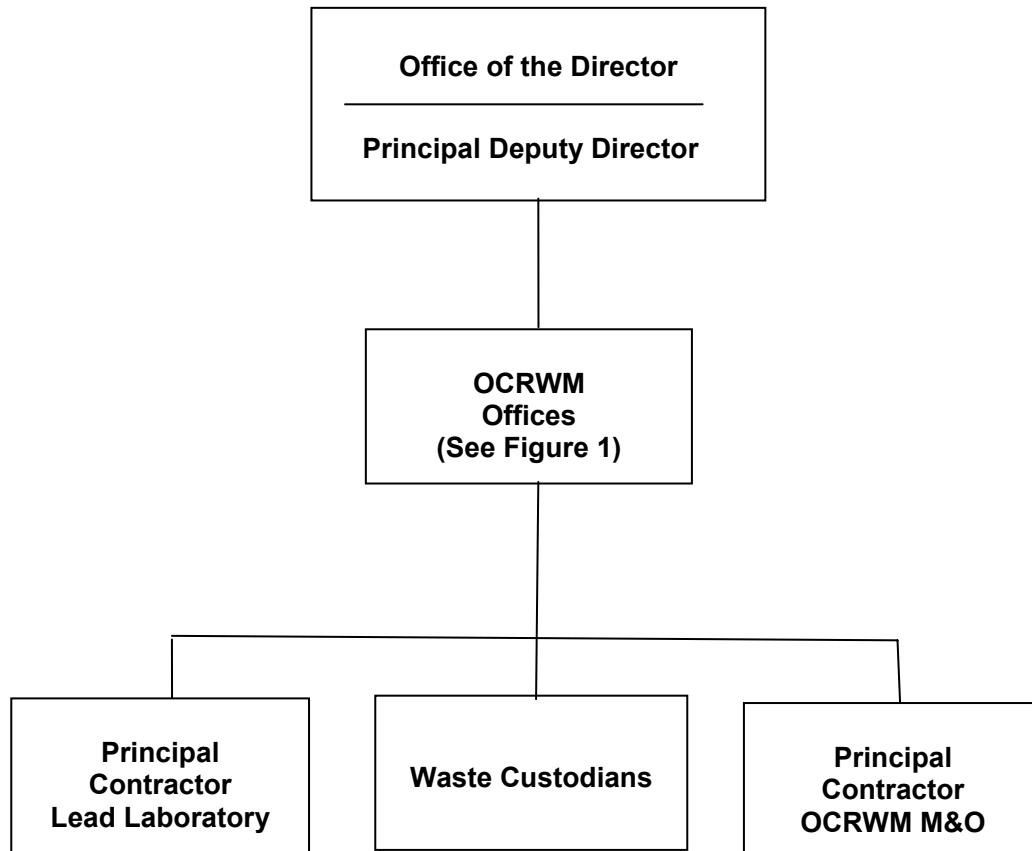 Office of the Director
Principal Deputy Director
OCRWM
Offices
(See Figure 1)
Principal
Contractor
Lead Laboratory
Waste Custodians
Principal
Contractor
OCRWM M&O